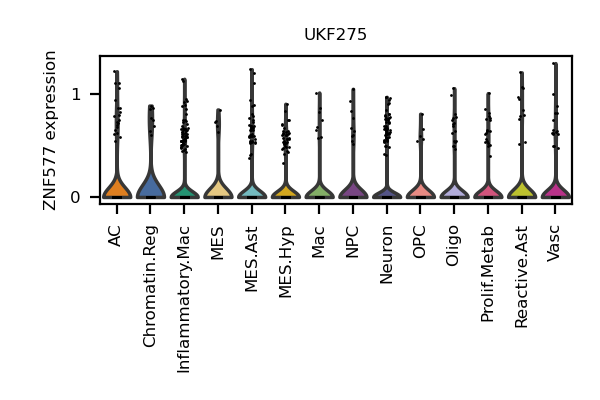 UKF275
ZNF577 expression
1
0
AC
Chromatin.Reg
Inflammatory.Mac
MES
MES.Ast
MES.Hyp
Mac
NPC
Neuron
OPC
Oligo
Prolif.Metab
Reactive.Ast
Vasc